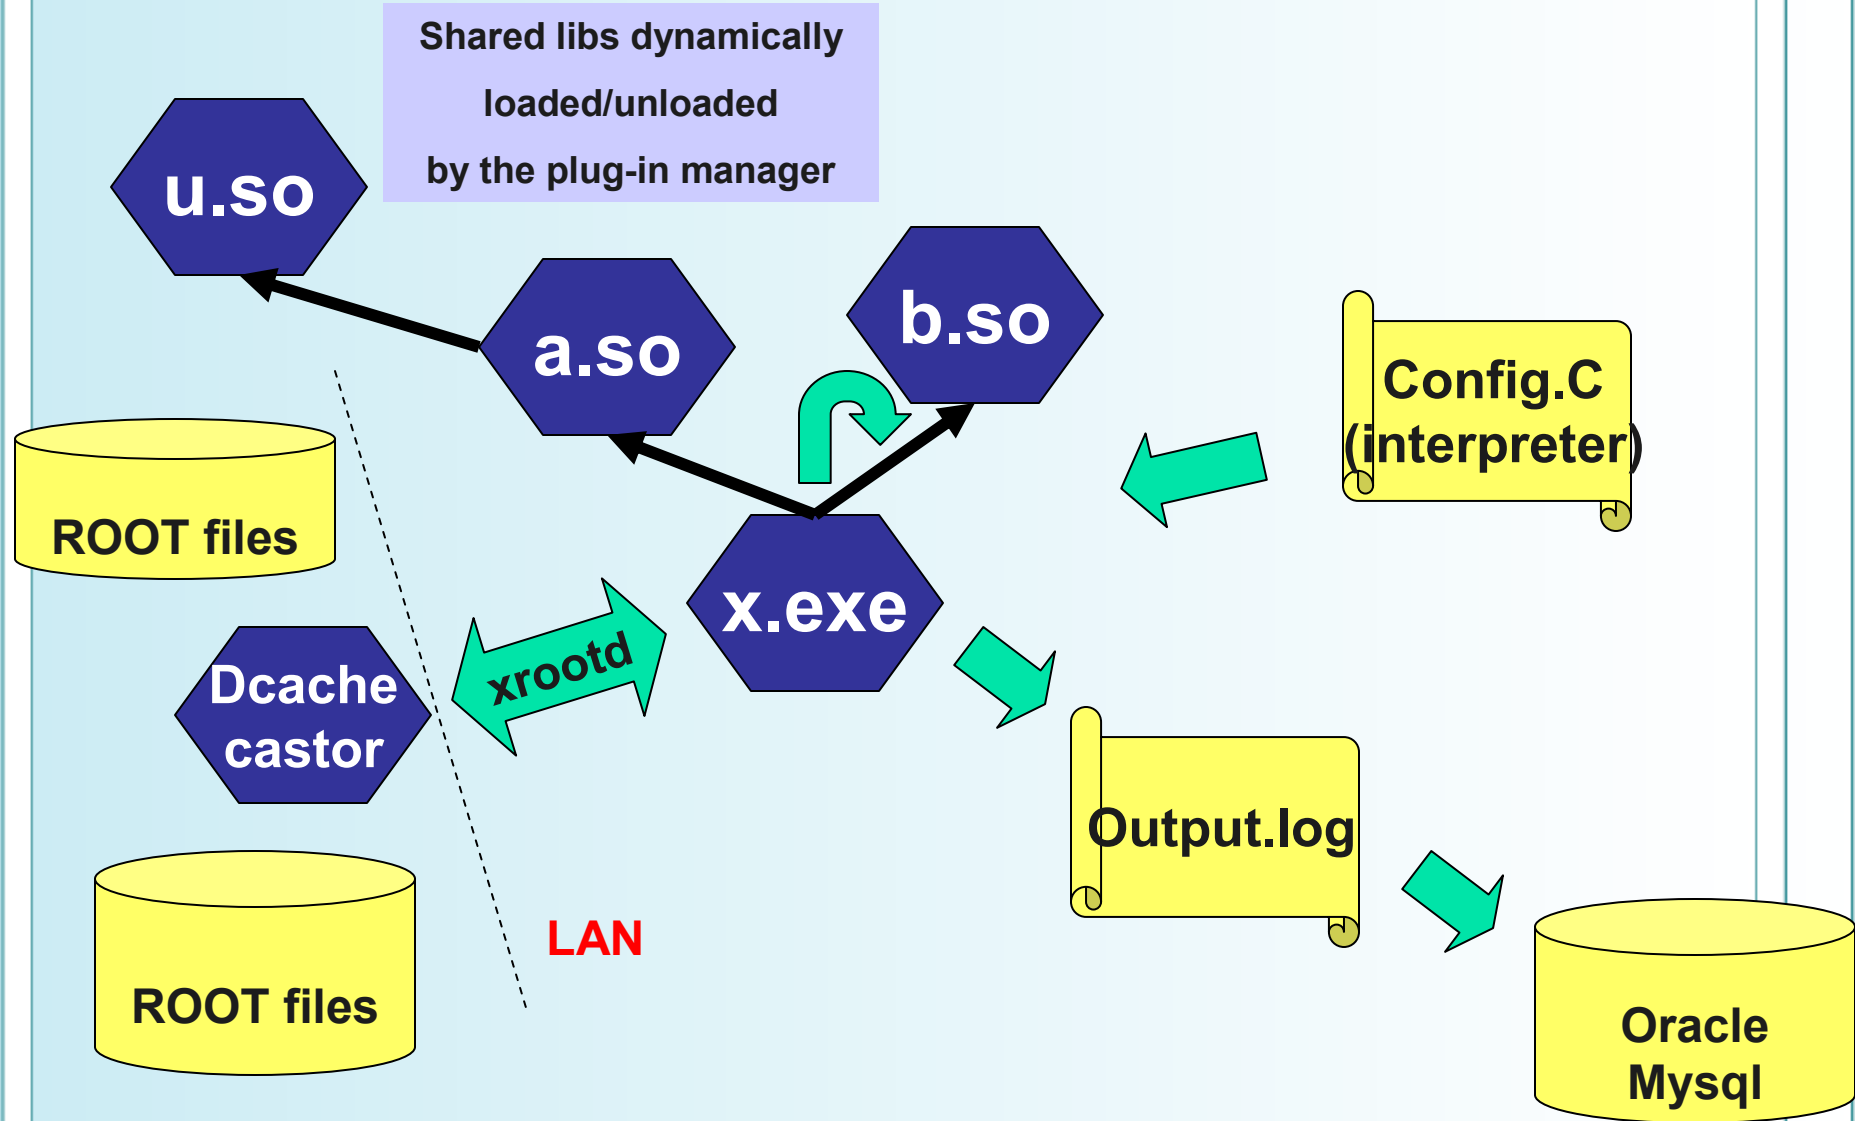 Shared libs dynamically
loaded/unloaded
by the plug-in manager
u.so
a.so
b.so
Config.C
(interpreter)
ROOT files
x.exe
xrootd
Dcache
castor
Output.log
LAN
ROOT files
Oracle
Mysql